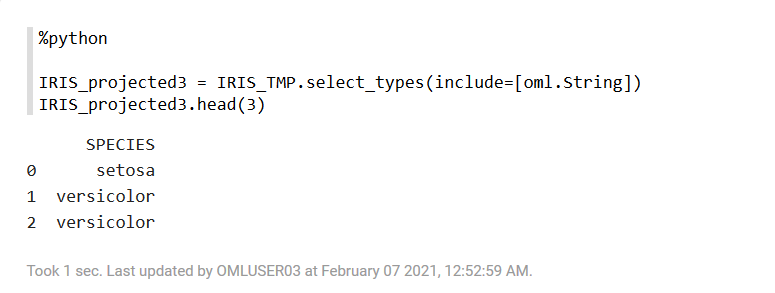 %python
IRIS_projected3 = IRIS_TMP.select_types(include=[oml.String])
IRIS_projected3.head(3)
SPECIES
0 setosa
1 versicolor
2 versicolor
Took 1 sec. Last updated by OMLUSER03 at February 07 2021, 12:52:59 AM.